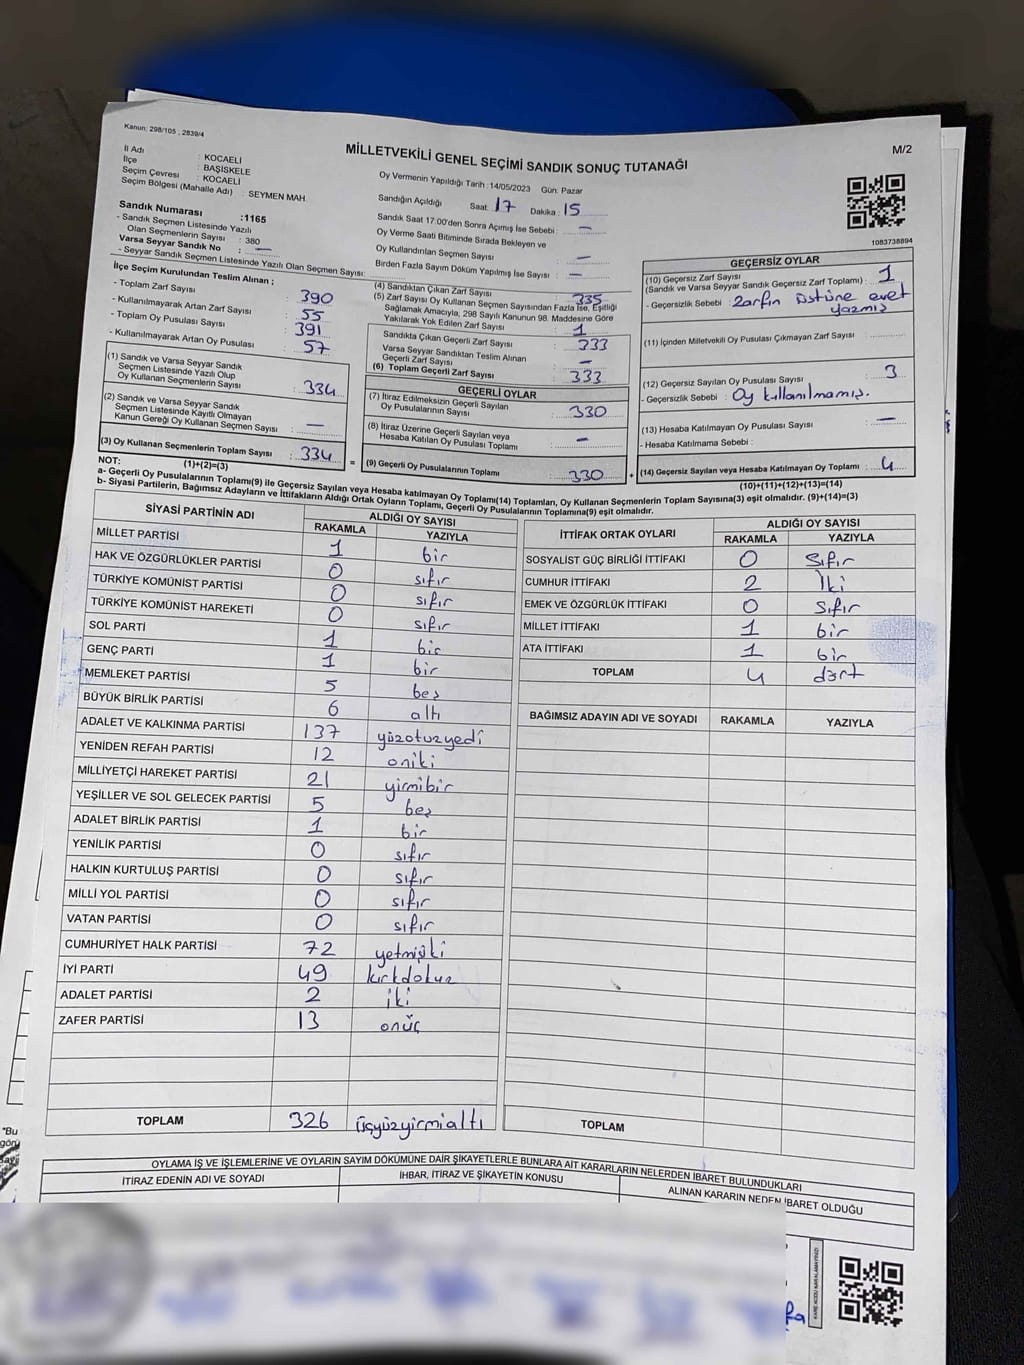 Kanun; 298/105 , 2839/4
MİLLETVEKİLİ GENEL SEÇİMİ SANDIK SONUÇ TUTANAĞI
M/2
İl Adı : KOCAELİ
İlçe : BAŞİSKELE
Seçim Çevresi : KOCAELİ
Seçim Bölgesi (Mahalle Adı) : SEYMEN MAH
Sandık Numarası :1165
- Sandık Seçmen Listesinde Yazılı
Olan Seçmenlerin Sayısı : 380
Varsa Seyyar Sandık No : —
- Seyyar Sandık Seçmen Listesinde Yazılı Olan Seçmen Sayısı:
Oy Vermenin Yapıldığı Tarih : 14/05/2023 Gün: Pazar
Sandığın Açıldığı Saat : 17 Dakika : 15
Sandık Saat 17:00'den Sonra Açımış İse Sebebi : —
Oy Verme Saati Bitiminde Sırada Bekleyen ve
Oy Kullandırılan Seçmen Sayısı : —
Birden Fazla Sayım Döküm Yapılmış İse Sayısı : —
1083738894
İlçe Seçim Kurulundan Teslim Alınan ;
- Toplam Zarf Sayısı : 390
- Kullanılmayarak Artan Zarf Sayısı : 55
- Toplam Oy Pusulası Sayısı : 391
- Kullanılmayarak Artan Oy Pusulası : 57
(1) Sandık ve Varsa Seyyar Sandık
Seçmen Listesinde Yazılı Olup
Oy Kullanan Seçmenlerin Sayısı : 334
(2) Sandık ve Varsa Seyyar Sandık
Seçmen Listesinde Kayıtlı Olmayan
Kanun Gereği Oy Kullanan Seçmen Sayısı : —
(3) Oy Kullanan Seçmenlerin Toplam Sayısı : 334
(1)+(2)=(3)
(4) Sandıktan Çıkan Zarf Sayısı : 335
(5) Zarf Sayısı Oy Kullanan Seçmen Sayısından Fazla İse, Eşitliği
Sağlamak Amacıyla, 298 Sayılı Kanunun 98. Maddesine Göre
Yakılarak Yok Edilen Zarf Sayısı : 1
Sandıkta Çıkan Geçerli Zarf Sayısı : 333
Varsa Seyyar Sandıktan Teslim Alınan
Geçerli Zarf Sayısı : —
(6) Toplam Geçerli Zarf Sayısı : 333
GEÇERLİ OYLAR
(7) İtiraz Edilmeksizin Geçerli Sayılan
Oy Pusulalarının Sayısı : 330
(8) İtiraz Üzerine Geçerli Sayılan veya
Hesaba Katılan Oy Pusulası Toplamı : —
= (9) Geçerli Oy Pusulalarının Toplamı : 330 +
GEÇERSİZ OYLAR
(10) Geçersiz Zarf Sayısı : 1
(Sandık ve Varsa Seyyar Sandık Geçersiz Zarf Toplamı)
- Geçersizlik Sebebi : zarfın üstüne evet
yazmış
(11) İçinden Milletvekili Oy Pusulası Çıkmayan Zarf Sayısı :
(12) Geçersiz Sayılan Oy Pusulası Sayısı : 3
- Geçersizlik Sebebi : Oy kullanılmamış.
(13) Hesaba Katılmayan Oy Pusulası Sayısı : —
- Hesaba Katılmama Sebebi :
(14) Geçersiz Sayılan veya Hesaba Katılmayan Oy Toplamı : 4
(10)+(11)+(12)+(13)=(14)
NOT:
a- Geçerli Oy Pusulalarının Toplamı(9) ile Geçersiz Sayılan veya Hesaba katılmayan Oy Toplamı(14) Toplamları, Oy Kullanan Seçmenlerin Toplam Sayısına(3) eşit olmalıdır. (9)+(14)=(3)
b- Siyasi Partilerin, Bağımsız Adayların ve İttifakların Aldığı Ortak Oyların Toplamı, Geçerli Oy Pusulalarının Toplamına(9) eşit olmalıdır.
SİYASİ PARTİNİN ADI ALDIĞI OY SAYISI
RAKAMLA YAZIYLA
MİLLET PARTİSİ 1 bir
HAK VE ÖZGÜRLÜKLER PARTİSİ 0 sıfır
TÜRKİYE KOMÜNİST PARTİSİ 0 sıfır
TÜRKİYE KOMÜNİST HAREKETİ 0 sıfır
SOL PARTİ 1 bir
GENÇ PARTİ 1 bir
MEMLEKET PARTİSİ 5 beş
BÜYÜK BİRLİK PARTİSİ 6 altı
ADALET VE KALKINMA PARTİSİ 137 yüzotuzyedi
YENİDEN REFAH PARTİSİ 12 oniki
MİLLİYETÇİ HAREKET PARTİSİ 21 yirmibir
YEŞİLLER VE SOL GELECEK PARTİSİ 5 beş
ADALET BİRLİK PARTİSİ 1 bir
YENİLİK PARTİSİ 0 sıfır
HALKIN KURTULUŞ PARTİSİ 0 sıfır
MİLLİ YOL PARTİSİ 0 sıfır
VATAN PARTİSİ 0 sıfır
CUMHURİYET HALK PARTİSİ 72 yetmişiki
İYİ PARTİ 49 kırkdokuz
ADALET PARTİSİ 2 iki
ZAFER PARTİSİ 13 onüç
TOPLAM 326 üçyüzyirmialtı
İTTİFAK ORTAK OYLARI ALDIĞI OY SAYISI
RAKAMLA YAZIYLA
SOSYALİST GÜÇ BİRLİĞİ İTTİFAKI 0 Sıfır
CUMHUR İTTİFAKI 2 İki
EMEK VE ÖZGÜRLÜK İTTİFAKI 0 Sıfır
MİLLET İTTİFAKI 1 bir
ATA İTTİFAKI 1 bir
TOPLAM 4 dört
BAĞIMSIZ ADAYIN ADI VE SOYADI RAKAMLA YAZIYLA
TOPLAM
OYLAMA İŞ VE İŞLEMLERİNE VE OYLARIN SAYIM DÖKÜMÜNE DAİR ŞİKAYETLERLE BUNLARA AİT KARARLARIN NELERDEN İBARET BULUNDUKLARI
İTİRAZ EDENİN ADI VE SOYADI İHBAR, İTİRAZ VE ŞİKAYETİN KONUSU ALINAN KARARIN NEDEN İBARET OLDUĞU
"Bu